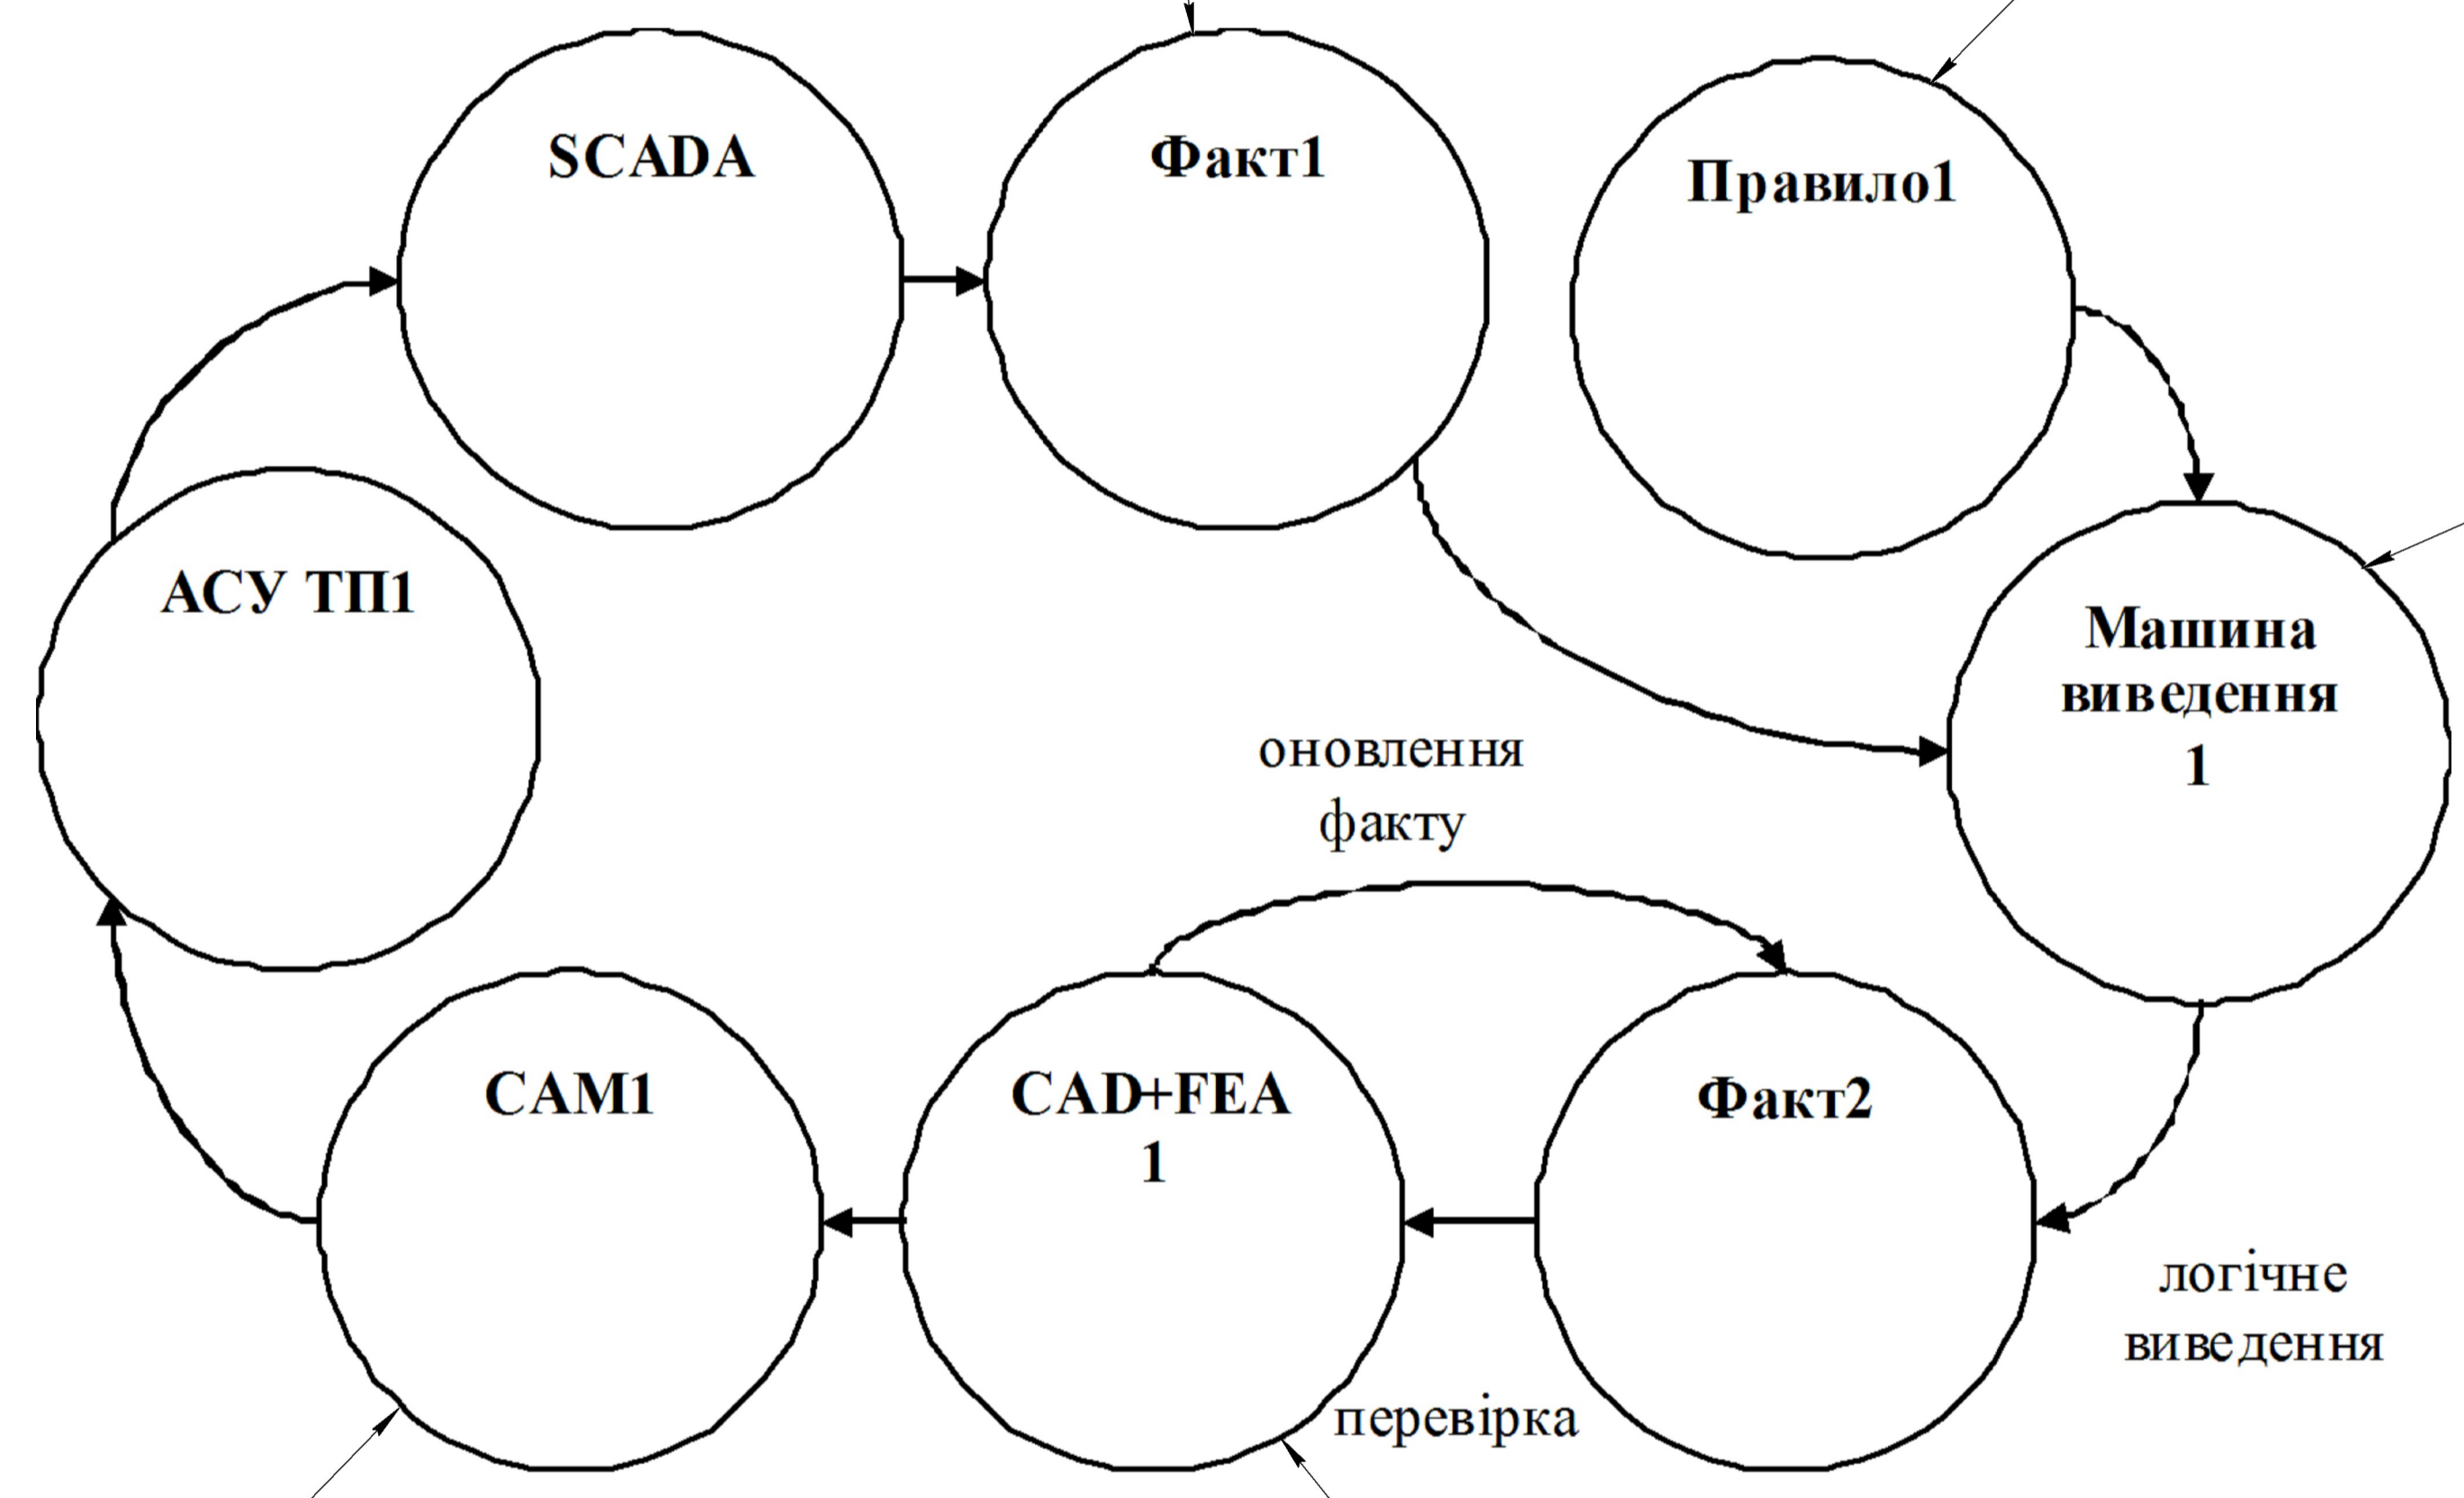 SCADA
Факт1
Правило1
АСУ ТП1
Машина
виведення
1
оновлення
факту
CAM1
CAD+FEA
1
Факт2
логічне
виведення
перевірка